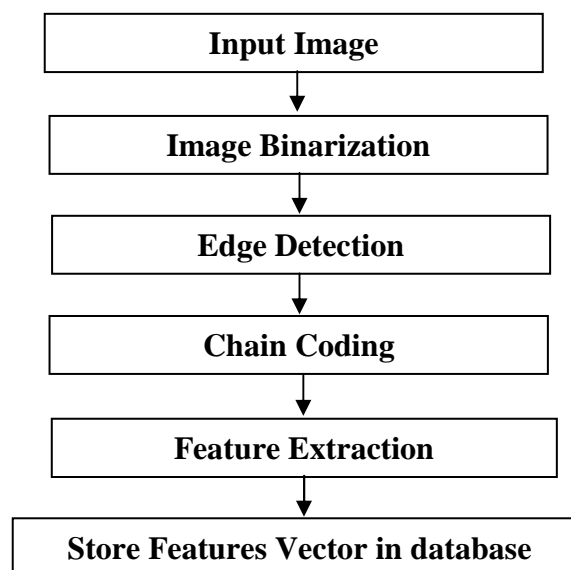 Input Image
Image Binarization
Edge Detection
Chain Coding
Feature Extraction
Store Features Vector in database